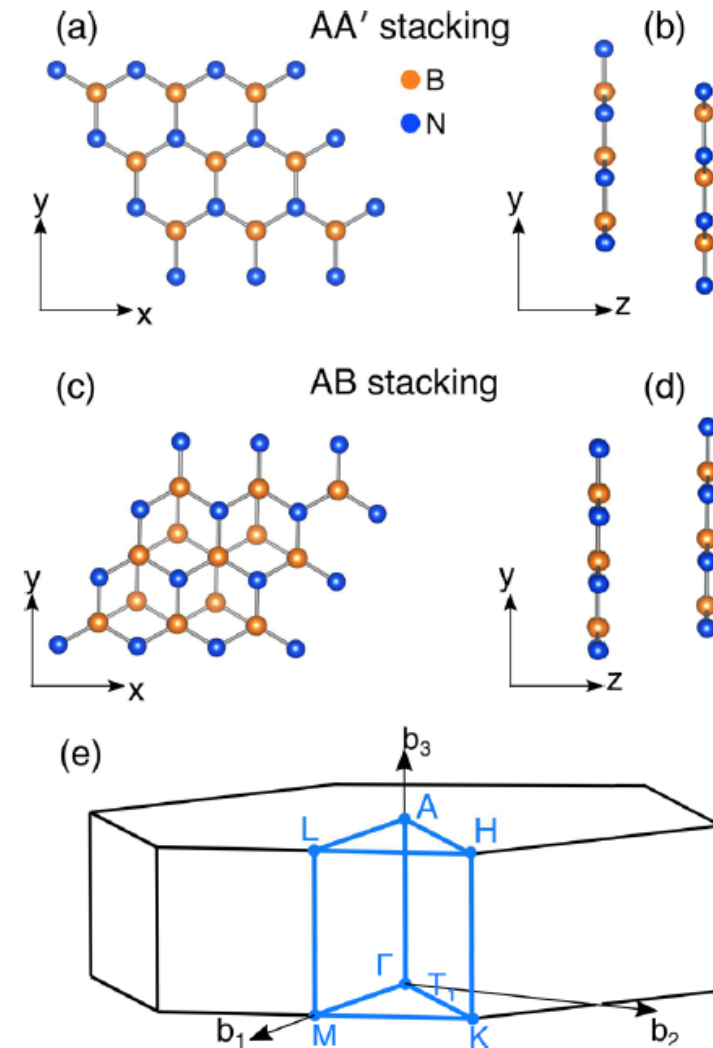 (a) AA′ stacking (b)
B
N
y y
x z
(c) AB stacking (d)
y y
x z
(e)
b₃
A
L H
Γ T₁
b₁ M K b₂